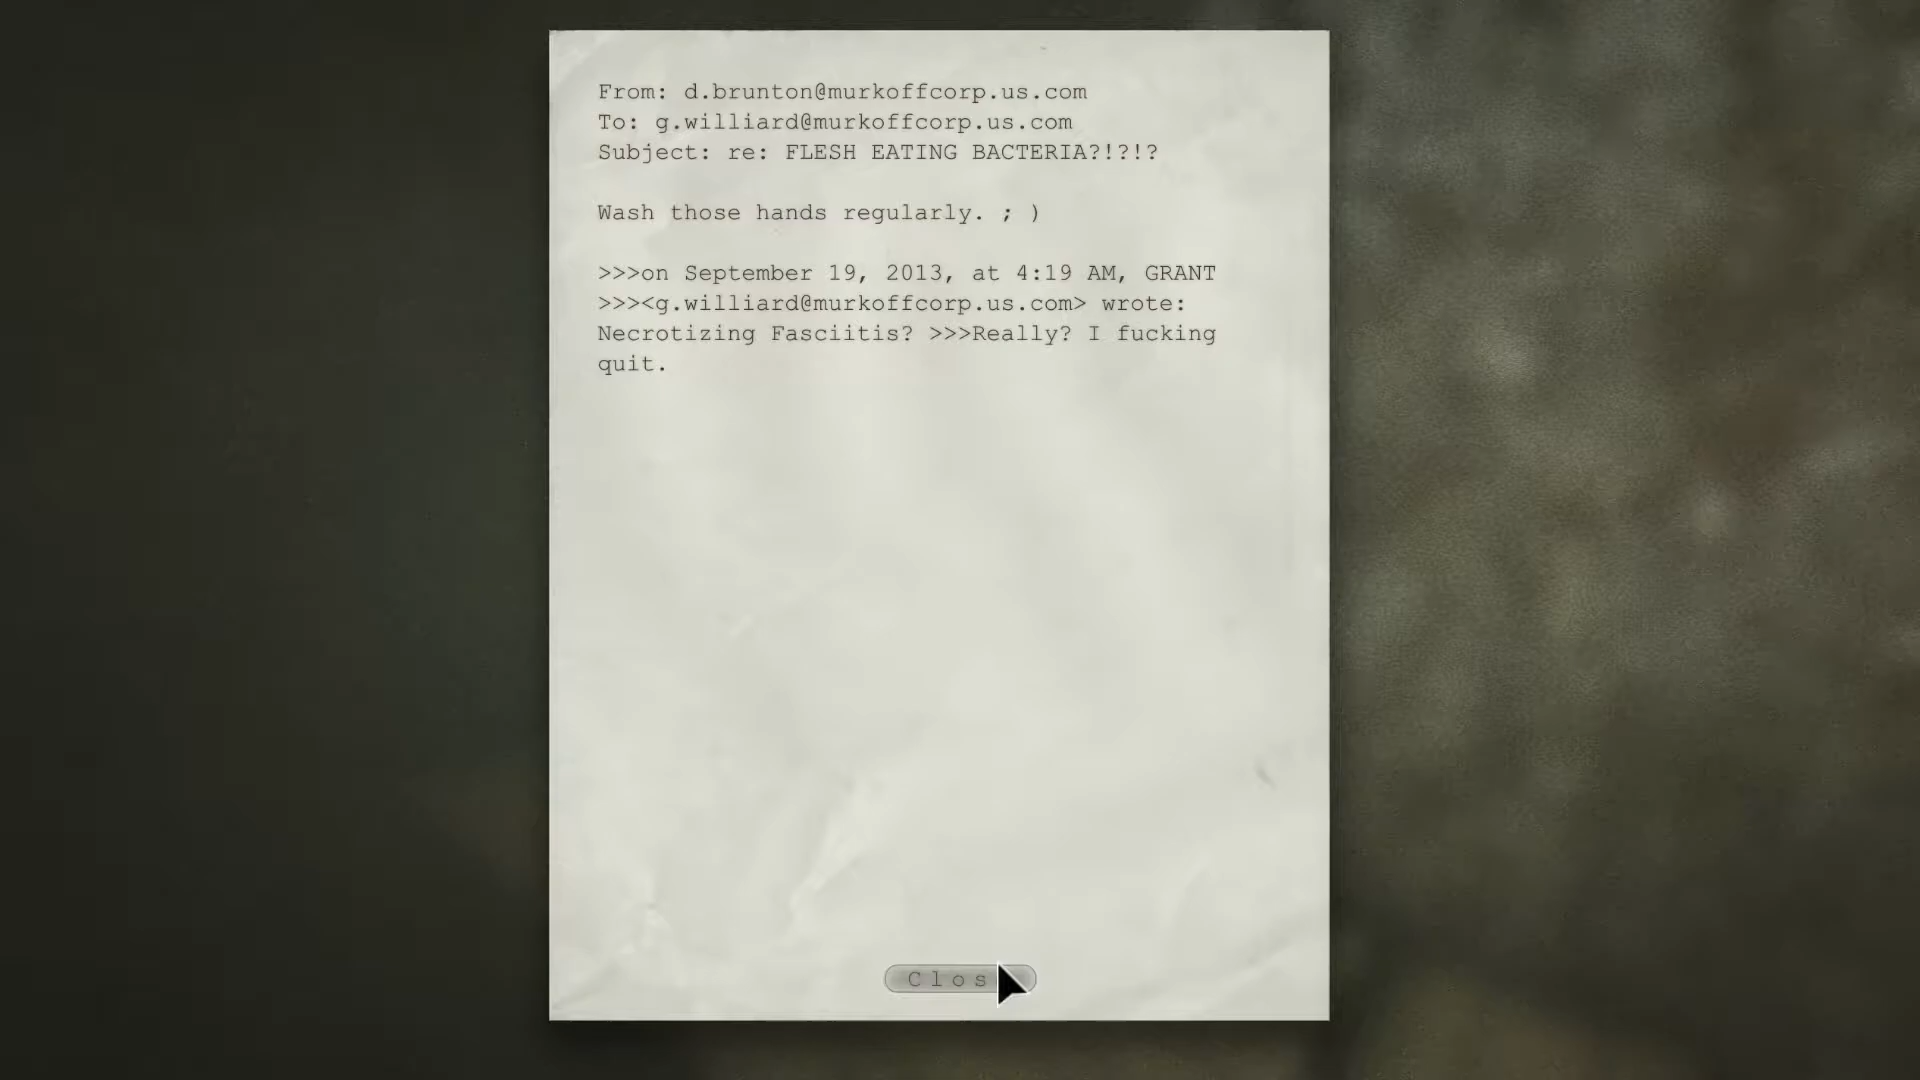 From: d.brunton@murkoffcorp.us.com
To: g.williard@murkoffcorp.us.com
Subject: re: FLESH EATING BACTERIA?!?!?
Wash those hands regularly. ; )
>>>on September 19, 2013, at 4:19 AM, GRANT
>>><g.williard@murkoffcorp.us.com> wrote:
Necrotizing Fasciitis? >>>Really? I fucking
quit.
Clos